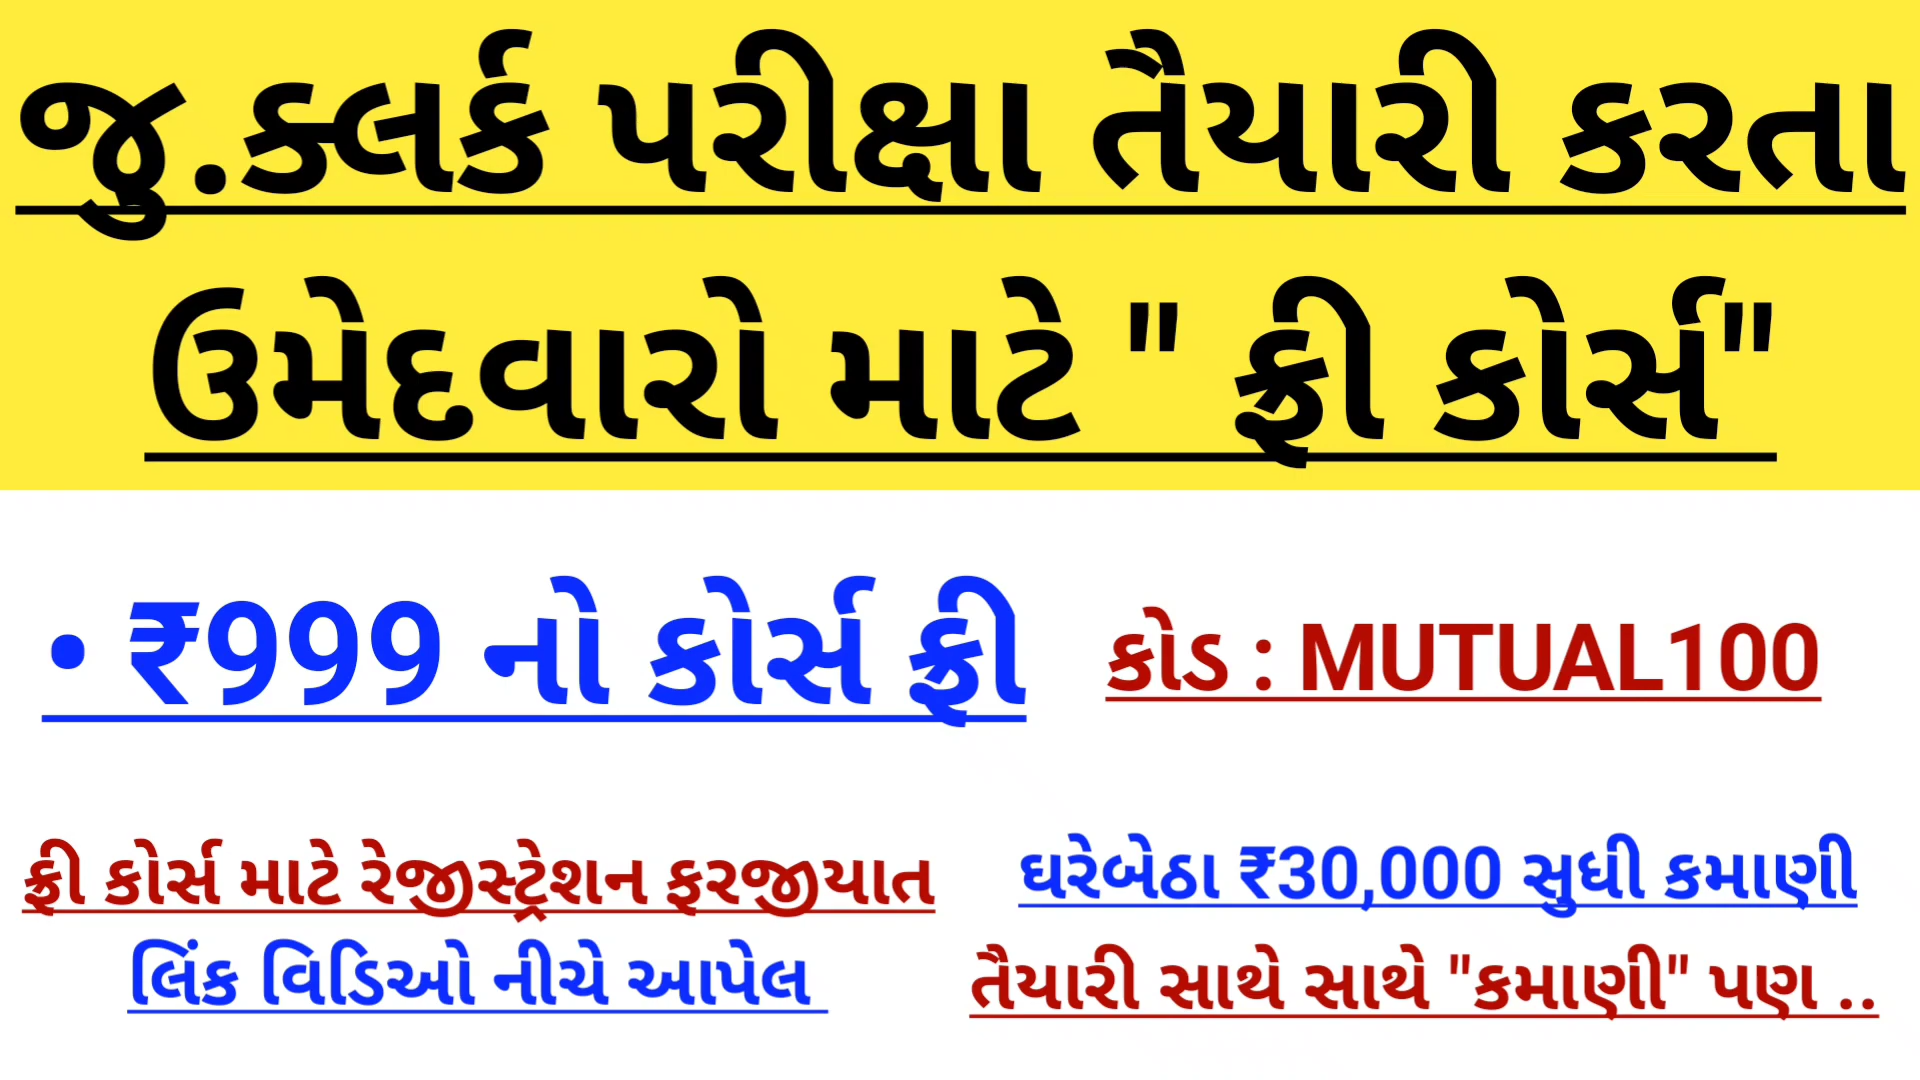 જુ.ક્લર્ક પરીક્ષા તૈયારી કરતા
ઉમેદવારો માટે " ફ્રી કોર્સ"
• ₹999 નો કોર્સ ફ્રી
કોડ : MUTUAL100
ફ્રી કોર્સ માટે રેજીસ્ટ્રેશન ફરજીયાત
લિંક વિડિઓ નીચે આપેલ
ઘરેબેઠા ₹30,000 સુધી કમાણી
તૈયારી સાથે સાથે "કમાણી" પણ ..